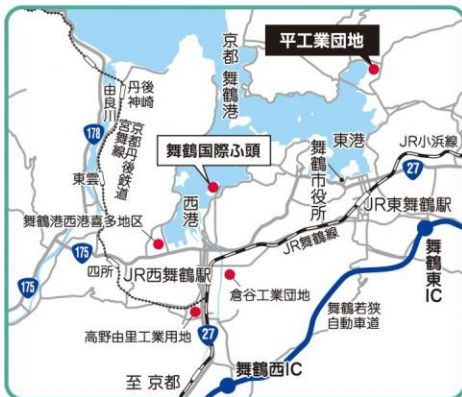 平工業団地
京都 舞鶴港
丹後
神崎
由良川
178
京都丹後鉄道
宮舞線
東雲
舞鶴国際ふ頭
西港
東港
舞鶴市役所
JR小浜線
27
JR東舞鶴駅
舞鶴港西港喜多地区
175
四所
JR西舞鶴駅
JR舞鶴線
舞鶴東IC
175
倉谷工業団地
高野由里工業用地
27
舞鶴若狭
自動車道
舞鶴西IC
至 京都